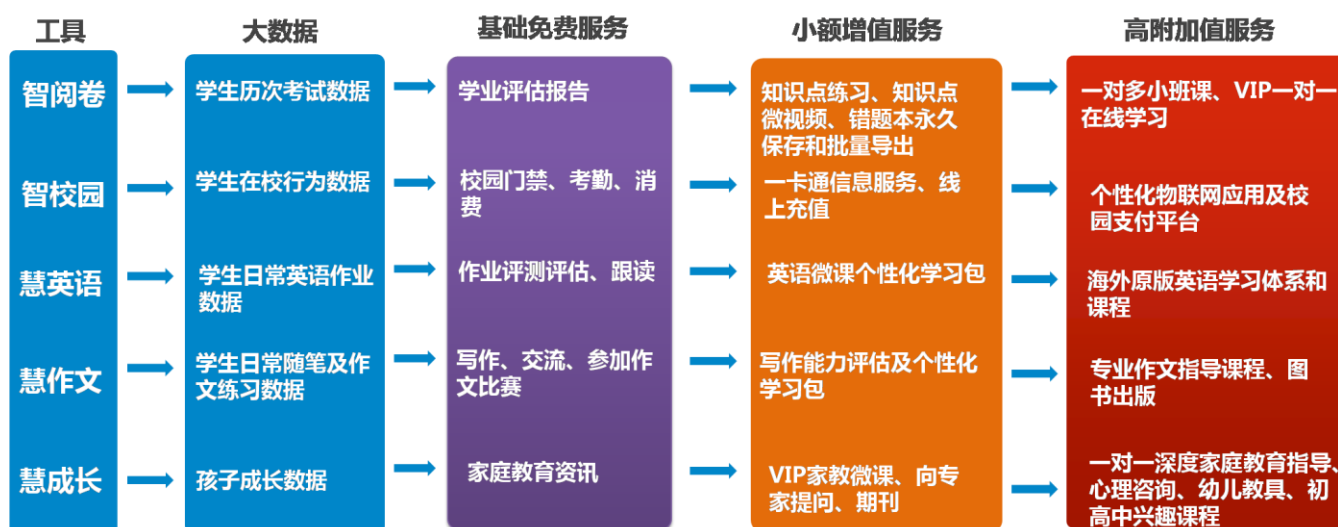 工具
大数据
基础免费服务
小额增值服务
高附加值服务
智阅卷
学生历次考试数据
学业评估报告
知识点练习、知识点
微视频、错题本永久
保存和批量导出
一对多小班课、VIP一对一
在线学习
智校园
学生在校行为数据
校园门禁、考勤、消
费
一卡通信息服务、线
上充值
个性化物联网应用及校
园支付平台
慧英语
学生日常英语作业
数据
作业评测评估、跟读
英语微课个性化学习包
海外原版英语学习体系和
课程
慧作文
学生日常随笔及作
文练习数据
写作、交流、参加作
文比赛
写作能力评估及个性化
学习包
专业作文指导课程、图
书出版
慧成长
孩子成长数据
家庭教育资讯
VIP家教微课、向专
家提问、期刊
一对一深度家庭教育指导、
心理咨询、幼儿教具、初
高中兴趣课程